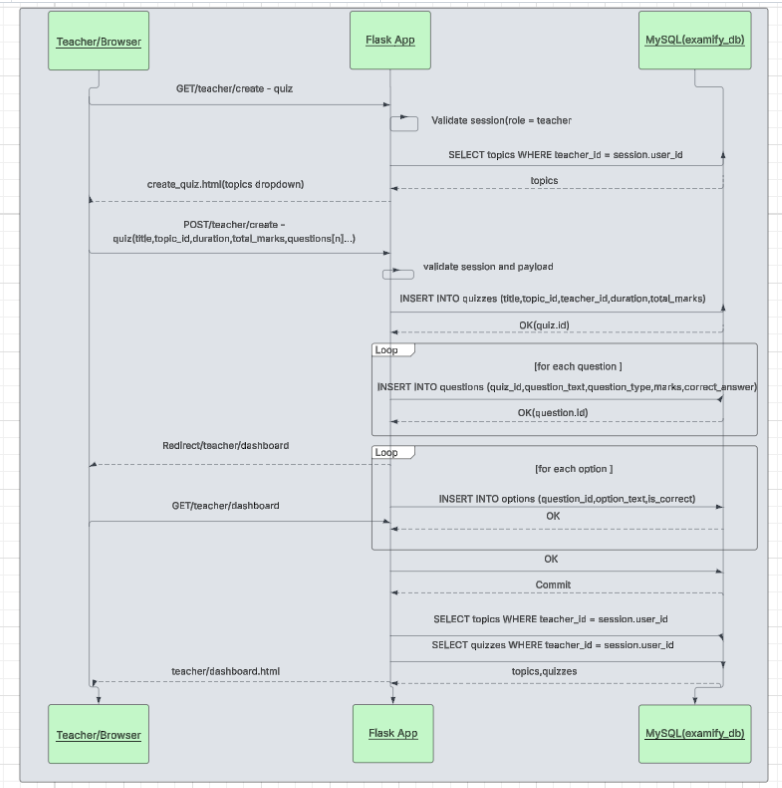 Teacher/Browser
Flask App
MySQL(examify_db)
GET/teacher/create - quiz
Validate session(role = teacher
SELECT topics WHERE teacher_id = session.user_id
topics
create_quiz.html(topics dropdown)
POST/teacher/create -
quiz(title,topic_id,duration,total_marks,questions[n]...)
validate session and payload
INSERT INTO quizzes (title,topic_id,teacher_id,duration,total_marks)
OK(quiz.id)
Loop
[for each question ]
INSERT INTO questions (quiz_id,question_text,question_type,marks,correct_answer)
OK(question.id)
Redirect/teacher/dashboard
Loop
[for each option ]
INSERT INTO options (question_id,option_text,is_correct)
GET/teacher/dashboard
OK
OK
Commit
SELECT topics WHERE teacher_id = session.user_id
SELECT quizzes WHERE teacher_id = session.user_id
teacher/dashboard.html
topics,quizzes
Teacher/Browser
Flask App
MySQL(examify_db)